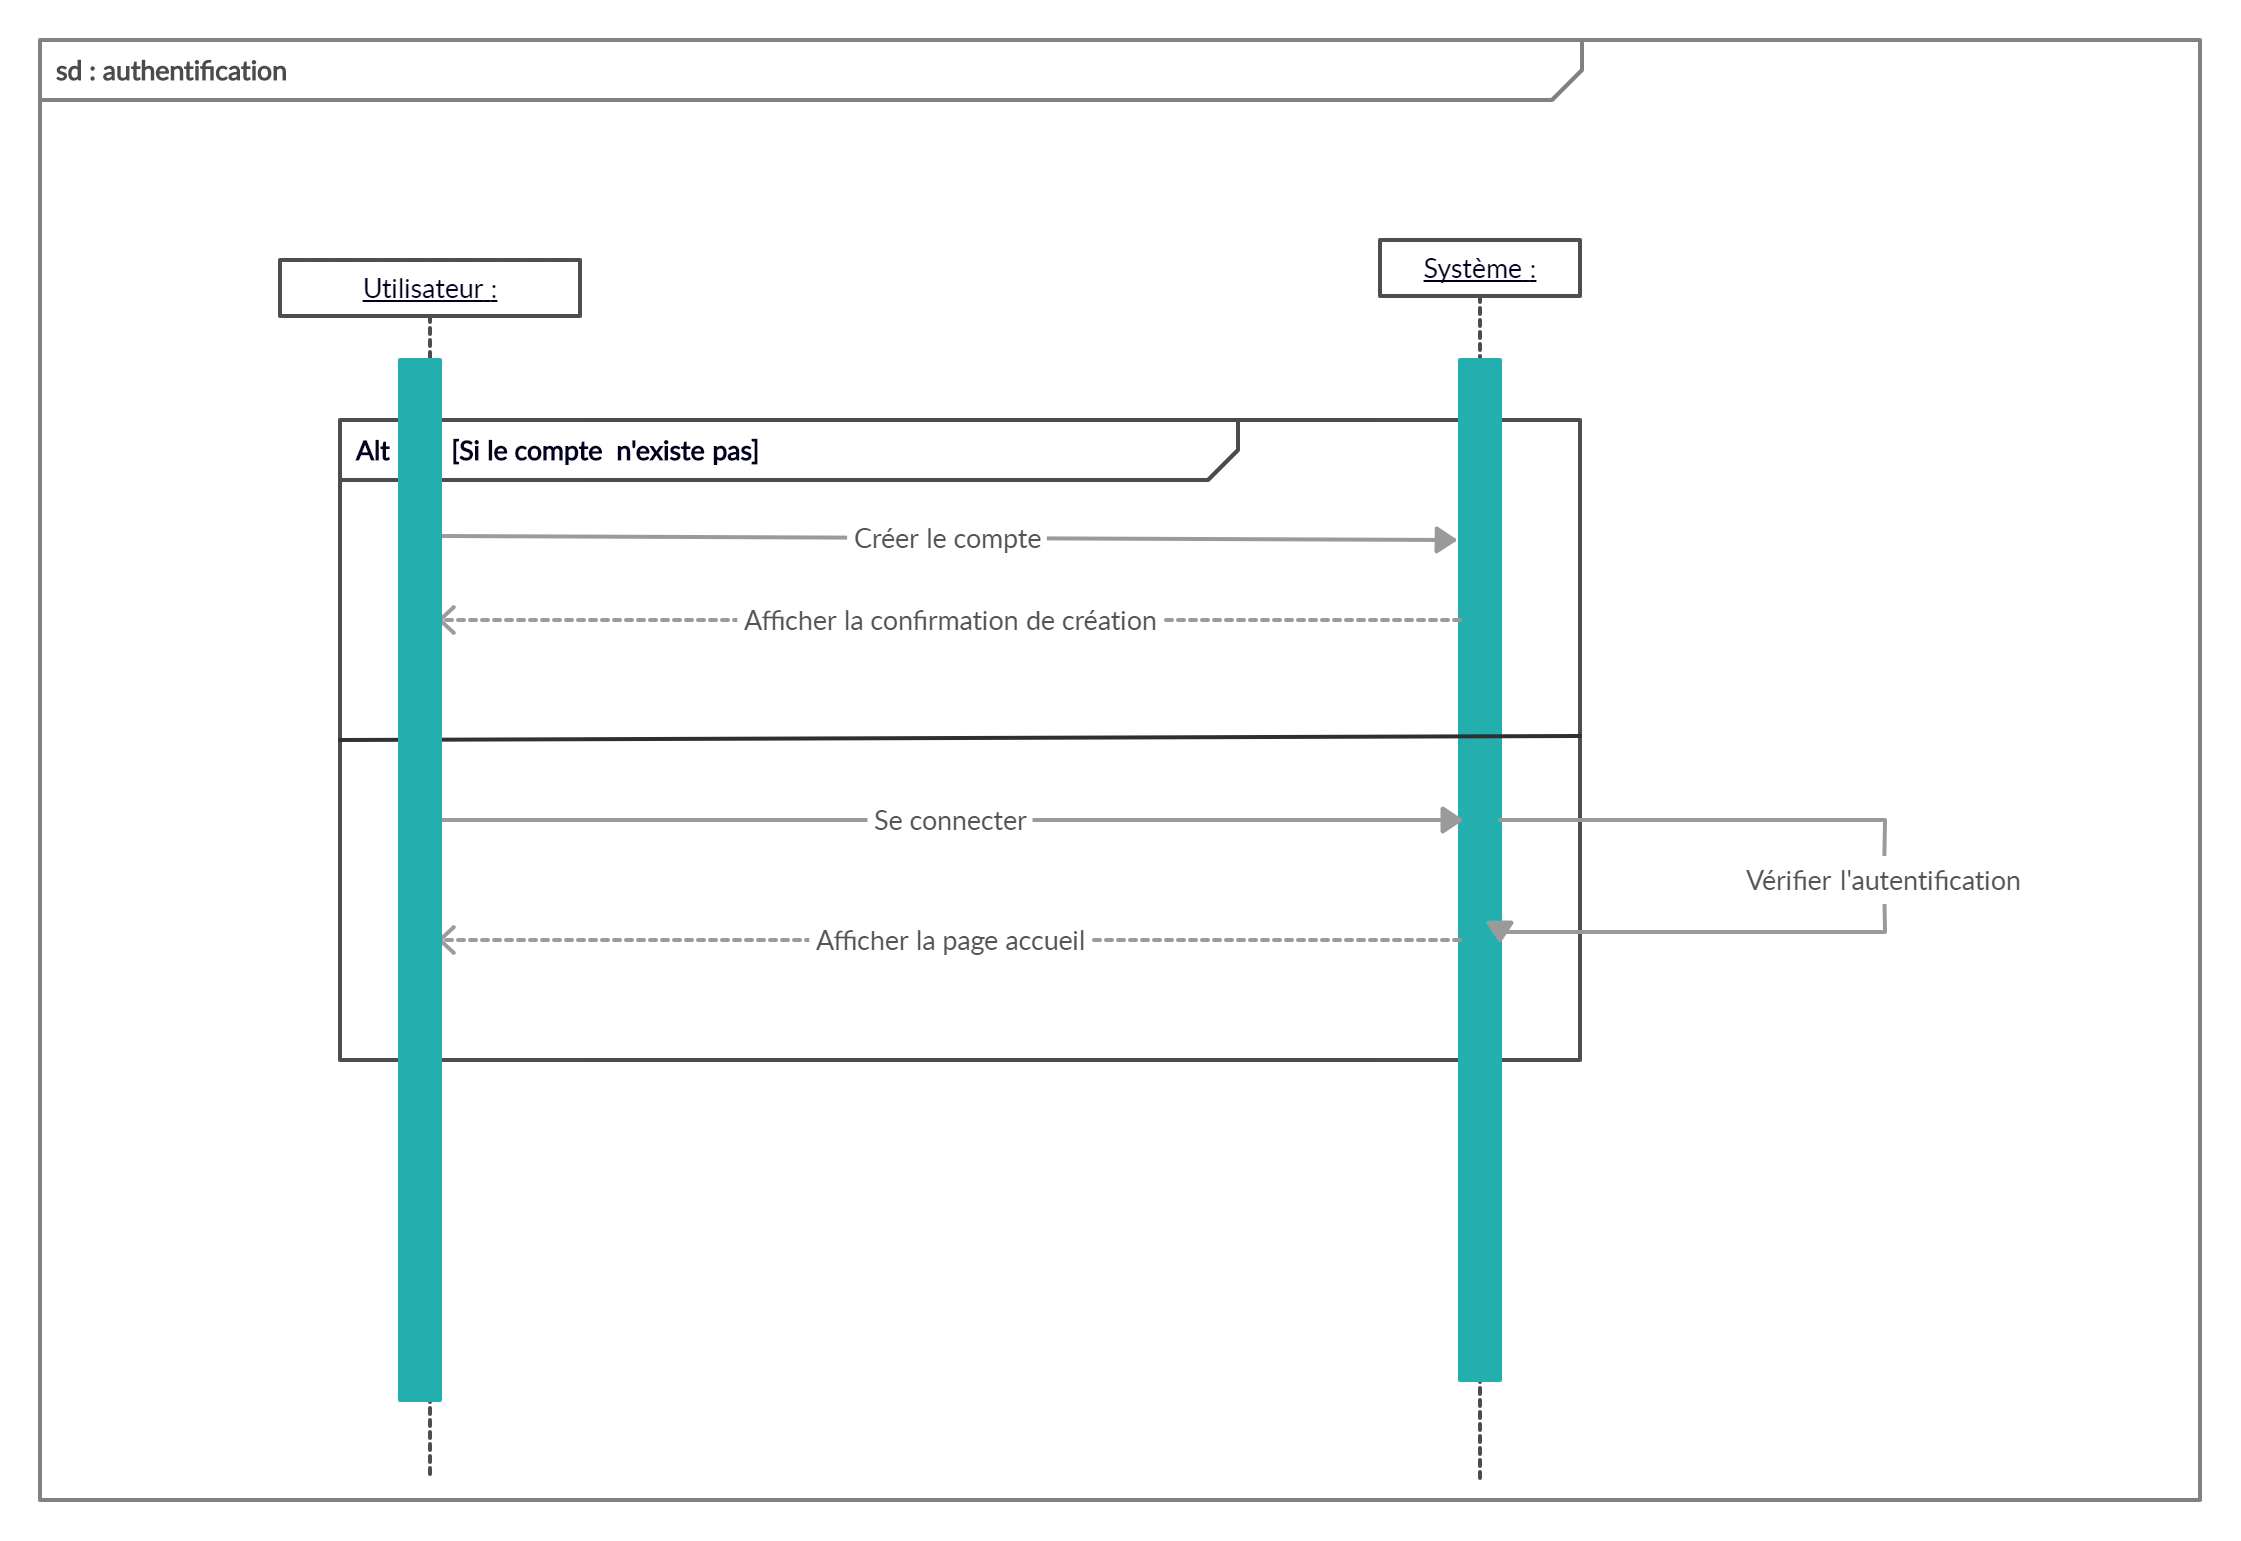 sd : authentification
Utilisateur :
Système :
Alt [Si le compte n'existe pas]
Créer le compte
Afficher la confirmation de création
Se connecter
Vérifier l'autentification
Afficher la page accueil